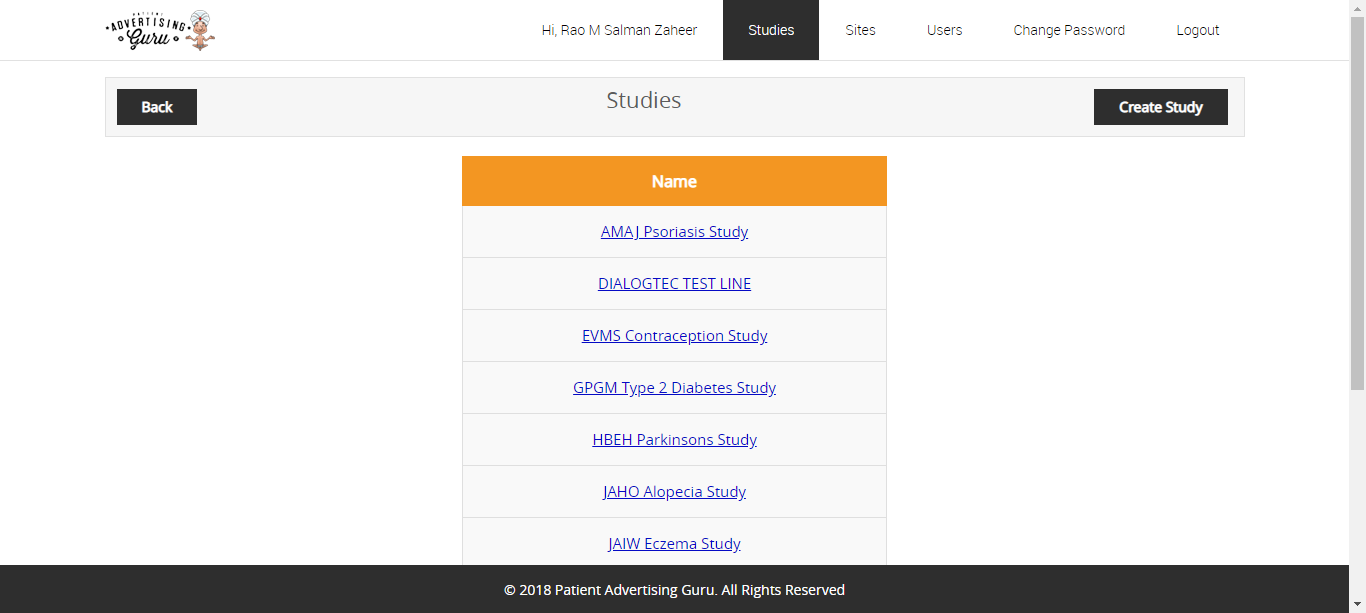 PATIENT
ADVERTISING
Guru
Hi, Rao M Salman Zaheer
Studies
Sites
Users
Change Password
Logout
Back
Studies
Create Study
Name
AMAJ Psoriasis Study
DIALOGTEC TEST LINE
EVMS Contraception Study
GPGM Type 2 Diabetes Study
HBEH Parkinsons Study
JAHO Alopecia Study
JAIW Eczema Study
© 2018 Patient Advertising Guru. All Rights Reserved